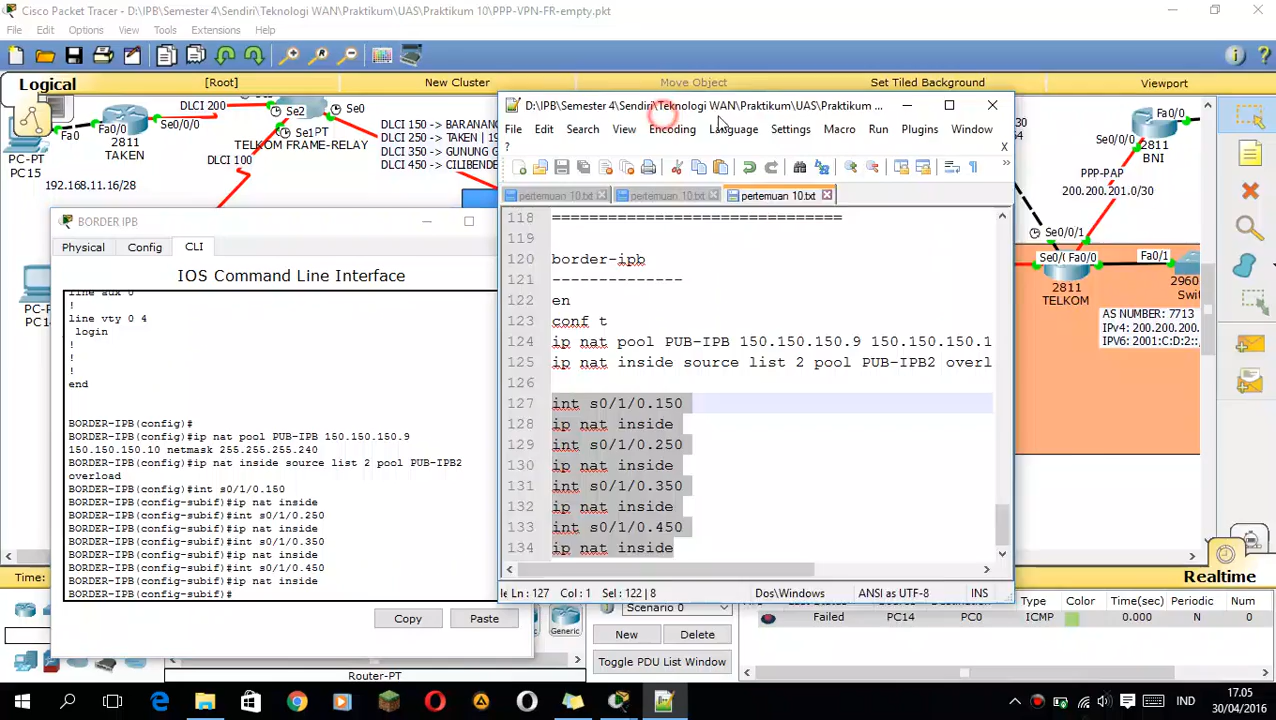 Cisco Packet Tracer - D:\IPB\Semester 4\Sendiri\Teknologi WAN\Praktikum\UAS\Praktikum 10\PPP-VPN-FR-empty.pkt
File Edit Options View Tools Extensions Help
Logical
[Root]
New Cluster
Move Object
Set Tiled Background
Viewport
PC-PT
PC15
Fa0
Fa0/0
2811
TAKEN
Se0/0/0
192.168.11.16/28
DLCI 200
Se2
Se0
Se1PT
TELKOM FRAME-RELAY
DLCI 100
DLCI 150 -> BARANANG
DLCI 250 -> TAKEN | 19
DLCI 350 -> GUNUNG G
DLCI 450 -> CILIBENDE
PC-P
PC14
BORDER IPB
Physical
Config
CLI
IOS Command Line Interface
line aux 0
!
line vty 0 4
login
!
!
!
end
BORDER-IPB(config)#
BORDER-IPB(config)#ip nat pool PUB-IPB 150.150.150.9
150.150.150.10 netmask 255.255.255.240
BORDER-IPB(config)#ip nat inside source list 2 pool PUB-IPB2
overload
BORDER-IPB(config)#int s0/1/0.150
BORDER-IPB(config-subif)#ip nat inside
BORDER-IPB(config-subif)#int s0/1/0.250
BORDER-IPB(config-subif)#ip nat inside
BORDER-IPB(config-subif)#int s0/1/0.350
BORDER-IPB(config-subif)#ip nat inside
BORDER-IPB(config-subif)#int s0/1/0.450
BORDER-IPB(config-subif)#ip nat inside
BORDER-IPB(config-subif)#
Copy
Paste
D:\IPB\Semester 4\Sendiri\Teknologi WAN\Praktikum\UAS\Praktikum ...
File Edit Search View Encoding Language Settings Macro Run Plugins Window
?
X
pertemuan 10.txt
pertemuan 10.txt
pertemuan 10.txt
118 ===============================
119
120 border-ipb
121 --------------
122 en
123 conf t
124 ip nat pool PUB-IPB 150.150.150.9 150.150.150.1
125 ip nat inside source list 2 pool PUB-IPB2 overl
126
127 int s0/1/0.150
128 ip nat inside
129 int s0/1/0.250
130 ip nat inside
131 int s0/1/0.350
132 ip nat inside
133 int s0/1/0.450
134 ip nat inside
Ln : 127 Col : 1 Sel : 122 | 8
Dos\Windows
ANSI as UTF-8
INS
Se0/0/0
2811
BNI
PPP-PAP
200.200.201.0/30
Se0/0/1
Fa0/0
Fa0/1
2811
TELKOM
2960
Swit
AS NUMBER: 7713
IPv4: 200.200.200.
IPV6: 2001:C:D:2::,
Time:
Realtime
Generic
Scenario 0
New
Delete
Toggle PDU List Window
Router-PT
Type Color Time(sec) Periodic Num
Failed PC14 PC0 ICMP 0.000 N 0
IND
17.05
30/04/2016